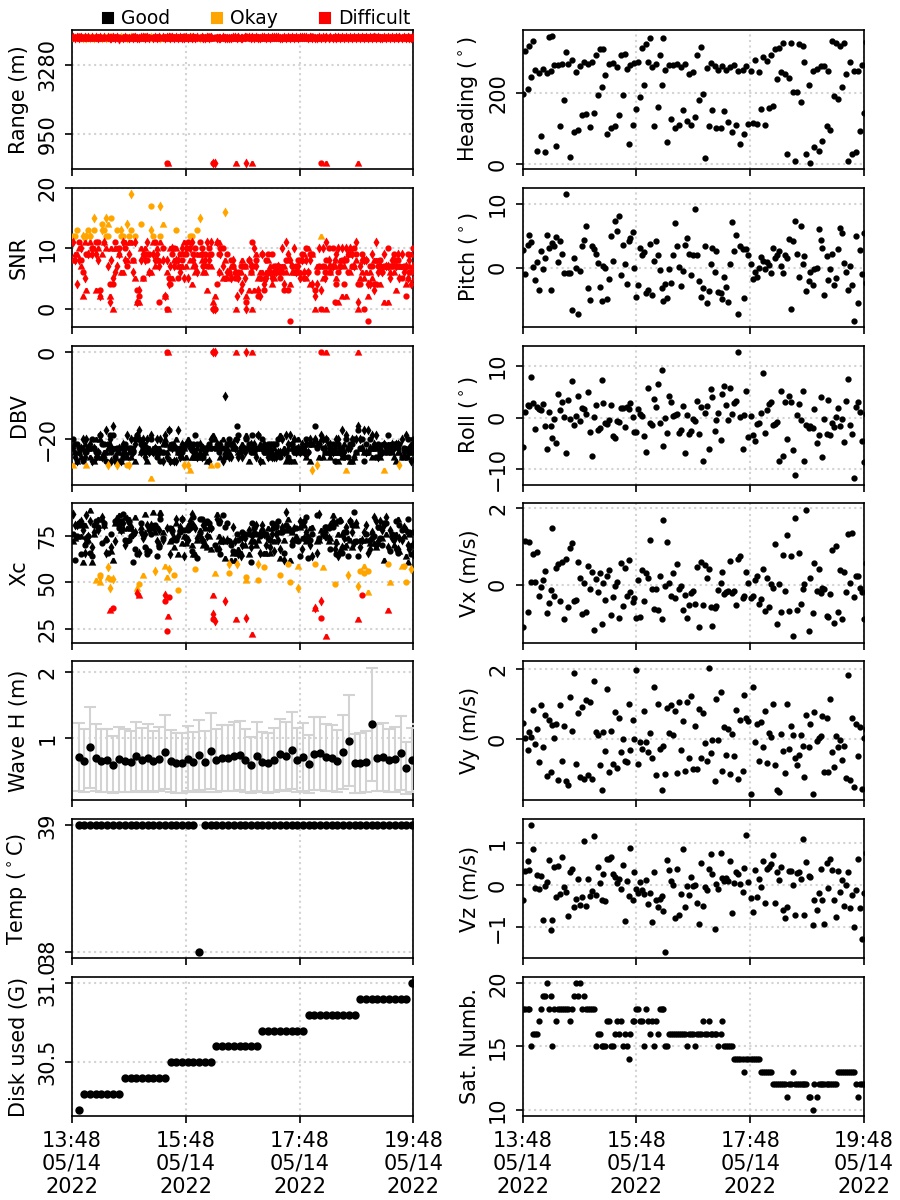 Good Okay Difficult
Range (m)
3280
950
Heading (°)
200
0
SNR
20
10
0
Pitch (°)
10
0
DBV
0
−20
Roll (°)
10
0
−10
Xc
75
50
25
Vx (m/s)
2
0
Wave H (m)
2
1
Vy (m/s)
2
0
Temp (°C)
39
38
Vz (m/s)
1
0
−1
Disk used (G)
31.0
30.5
Sat. Numb.
20
15
10
13:48 15:48 17:48 19:48 13:48 15:48 17:48 19:48
05/14 05/14 05/14 05/14 05/14 05/14 05/14 05/14
2022 2022 2022 2022 2022 2022 2022 2022